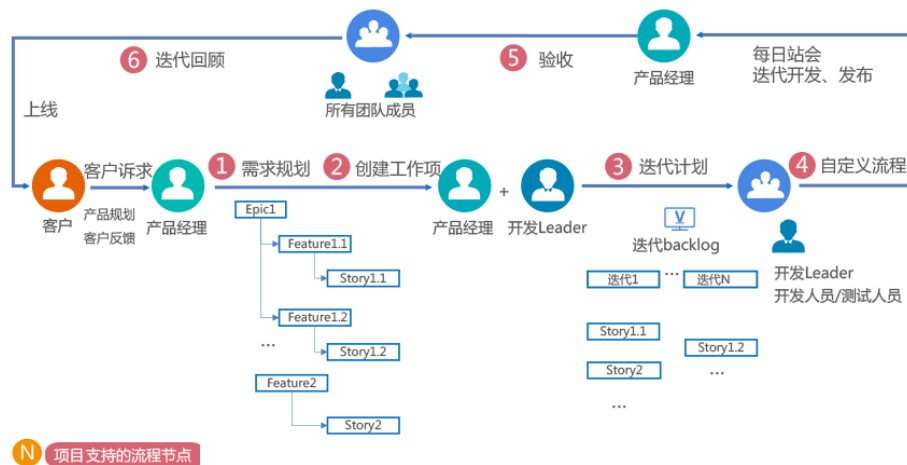 6 迭代回顾
5 验收
产品经理
每日站会
迭代开发、发布
所有团队成员
上线
客户诉求
1 需求规划
2 创建工作项
3 迭代计划
4 自定义流程
客户
产品规划
客户反馈
产品经理
产品经理
+
开发Leader
V
迭代backlog
开发Leader
开发人员/测试人员
Epic1
Feature1.1
Story1.1
Feature1.2
...
Story1.2
Feature2
Story2
迭代1
...
迭代N
Story1.1
Story1.2
Story2
...
...
N 项目支持的流程节点